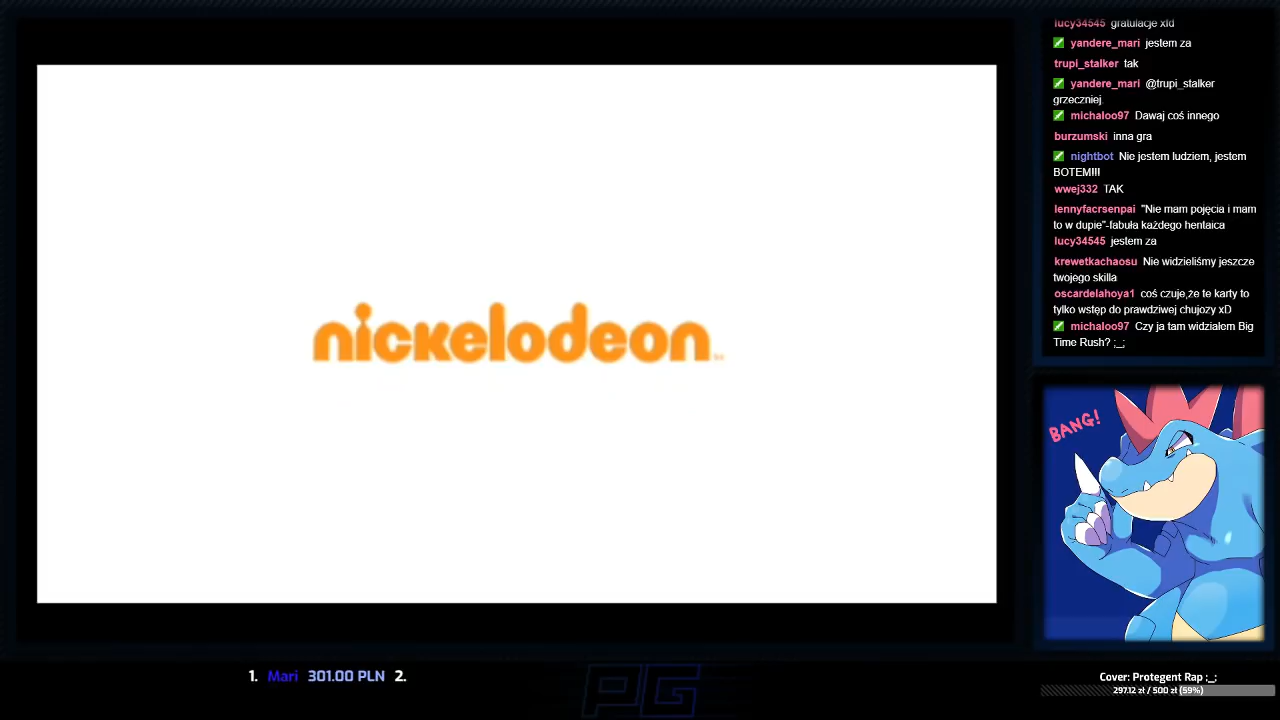 nickelodeon
lucy34545 gratulacje xfd
yandere_mari jestem za
trupi_stalker tak
yandere_mari @trupi_stalker
grzeczniej
michaloo97 Dawaj coś innego
burzumski inna gra
nightbot Nie jestem ludziem, jestem
BOTEM!!!
wwej332 TAK
lennyfacrsenpai "Nie mam pojęcia i mam
to w dupie"-fabuła każdego hentaica
lucy34545 jestem za
krewetkachaosu Nie widzieliśmy jeszcze
twojego skilla
oscardelahoya1 coś czuje,że te karty to
tylko wstęp do prawdziwej chujozy xD
michaloo97 Czy ja tam widziałem Big
Time Rush? ;_;
BANG!
1. Mari 301.00 PLN 2.
PG
Cover: Protegent Rap ;_;
297.12 zł / 500 zł (59%)